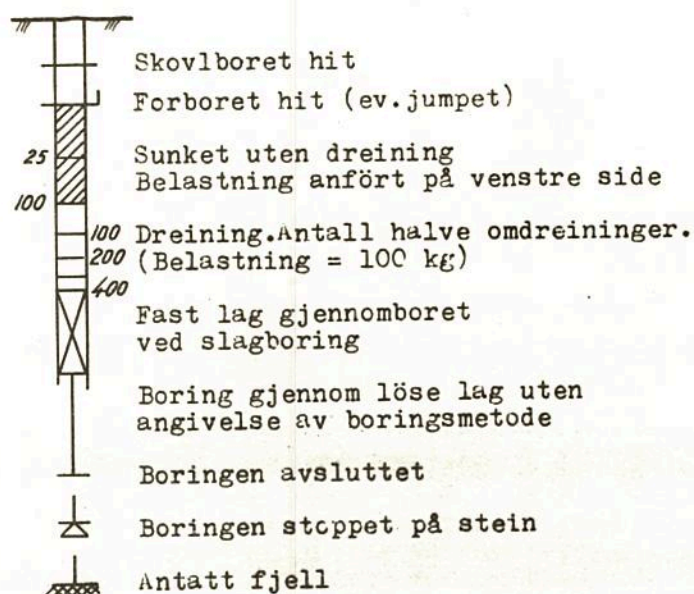 Skovlboret hit
Forboret hit (ev.jumpet)
25 Sunket uten dreining
Belastning anfört på venstre side
100
100 Dreining.Antall halve omdreininger.
200 (Belastning = 100 kg)
400
Fast lag gjennomboret
ved slagboring
Boring gjennom löse lag uten
angivelse av boringsmetode
Boringen avsluttet
Boringen stoppet på stein
Antatt fjell